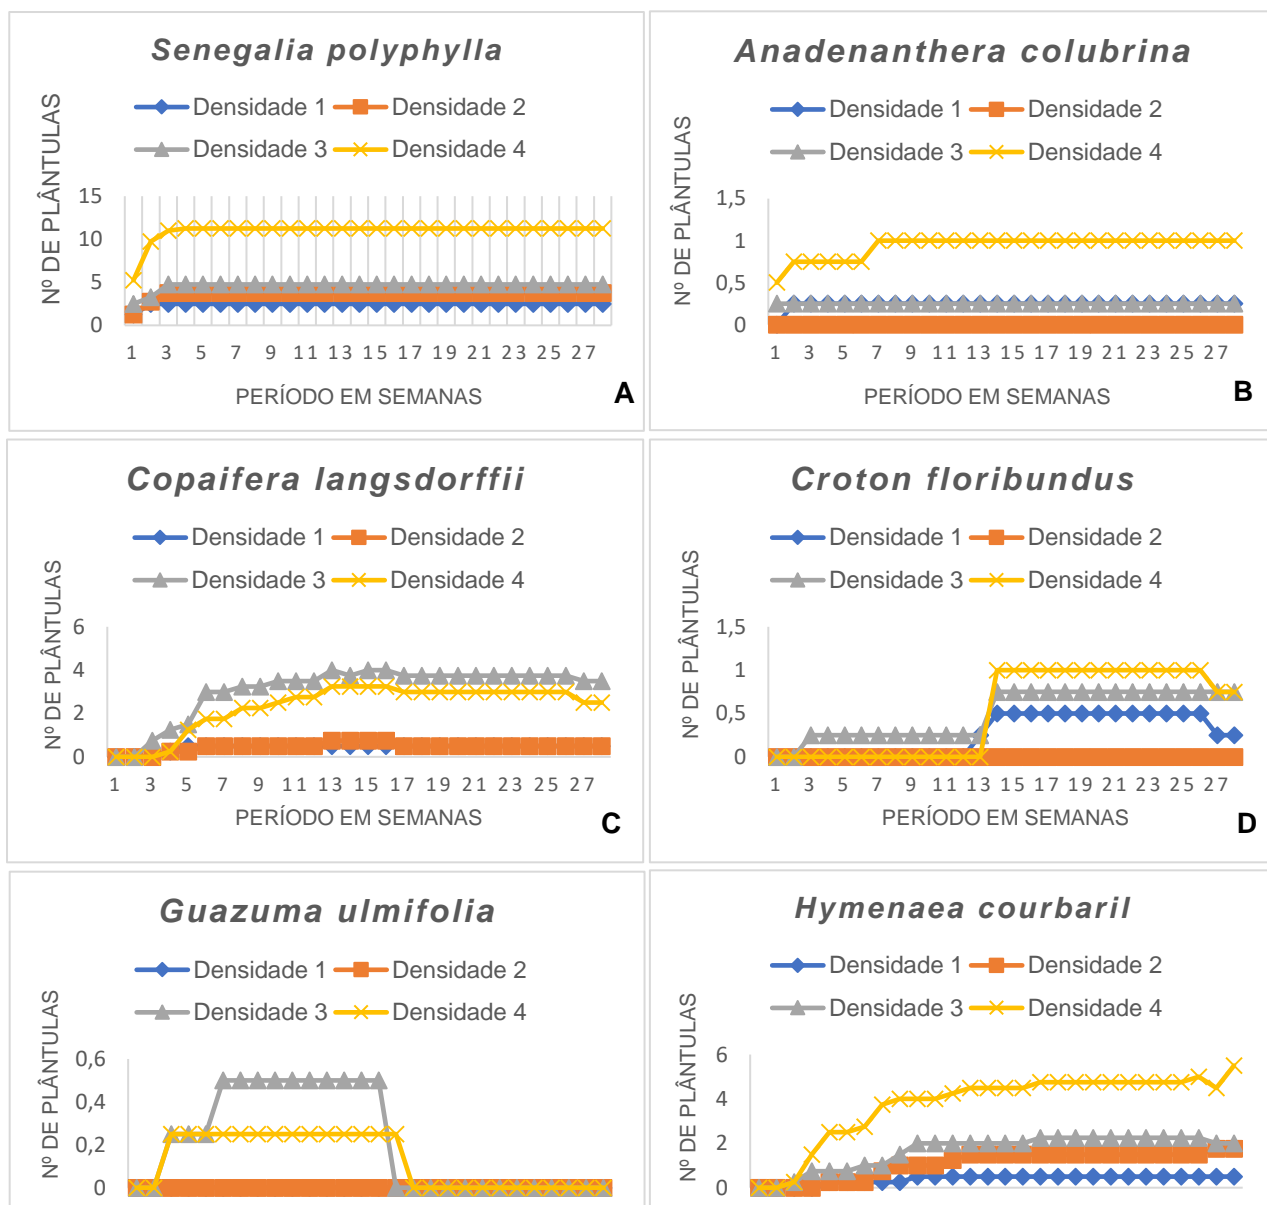 Senegalia polyphylla
Densidade 1 Densidade 2
Densidade 3 Densidade 4
Nº DE PLÂNTULAS
15
10
5
0
1 3 5 7 9 11 13 15 17 19 21 23 25 27
PERÍODO EM SEMANAS
A
Anadenanthera colubrina
Densidade 1 Densidade 2
Densidade 3 Densidade 4
Nº DE PLÂNTULAS
1,5
1
0,5
0
1 3 5 7 9 11 13 15 17 19 21 23 25 27
PERÍODO EM SEMANAS
B
Copaifera langsdorffii
Densidade 1 Densidade 2
Densidade 3 Densidade 4
Nº DE PLÂNTULAS
6
4
2
0
1 3 5 7 9 11 13 15 17 19 21 23 25 27
PERÍODO EM SEMANAS
C
Croton floribundus
Densidade 1 Densidade 2
Densidade 3 Densidade 4
Nº DE PLÂNTULAS
1,5
1
0,5
0
1 3 5 7 9 11 13 15 17 19 21 23 25 27
PERÍODO EM SEMANAS
D
Guazuma ulmifolia
Densidade 1 Densidade 2
Densidade 3 Densidade 4
Nº DE PLÂNTULAS
0,6
0,4
0,2
0
Hymenaea courbaril
Densidade 1 Densidade 2
Densidade 3 Densidade 4
Nº DE PLÂNTULAS
6
4
2
0